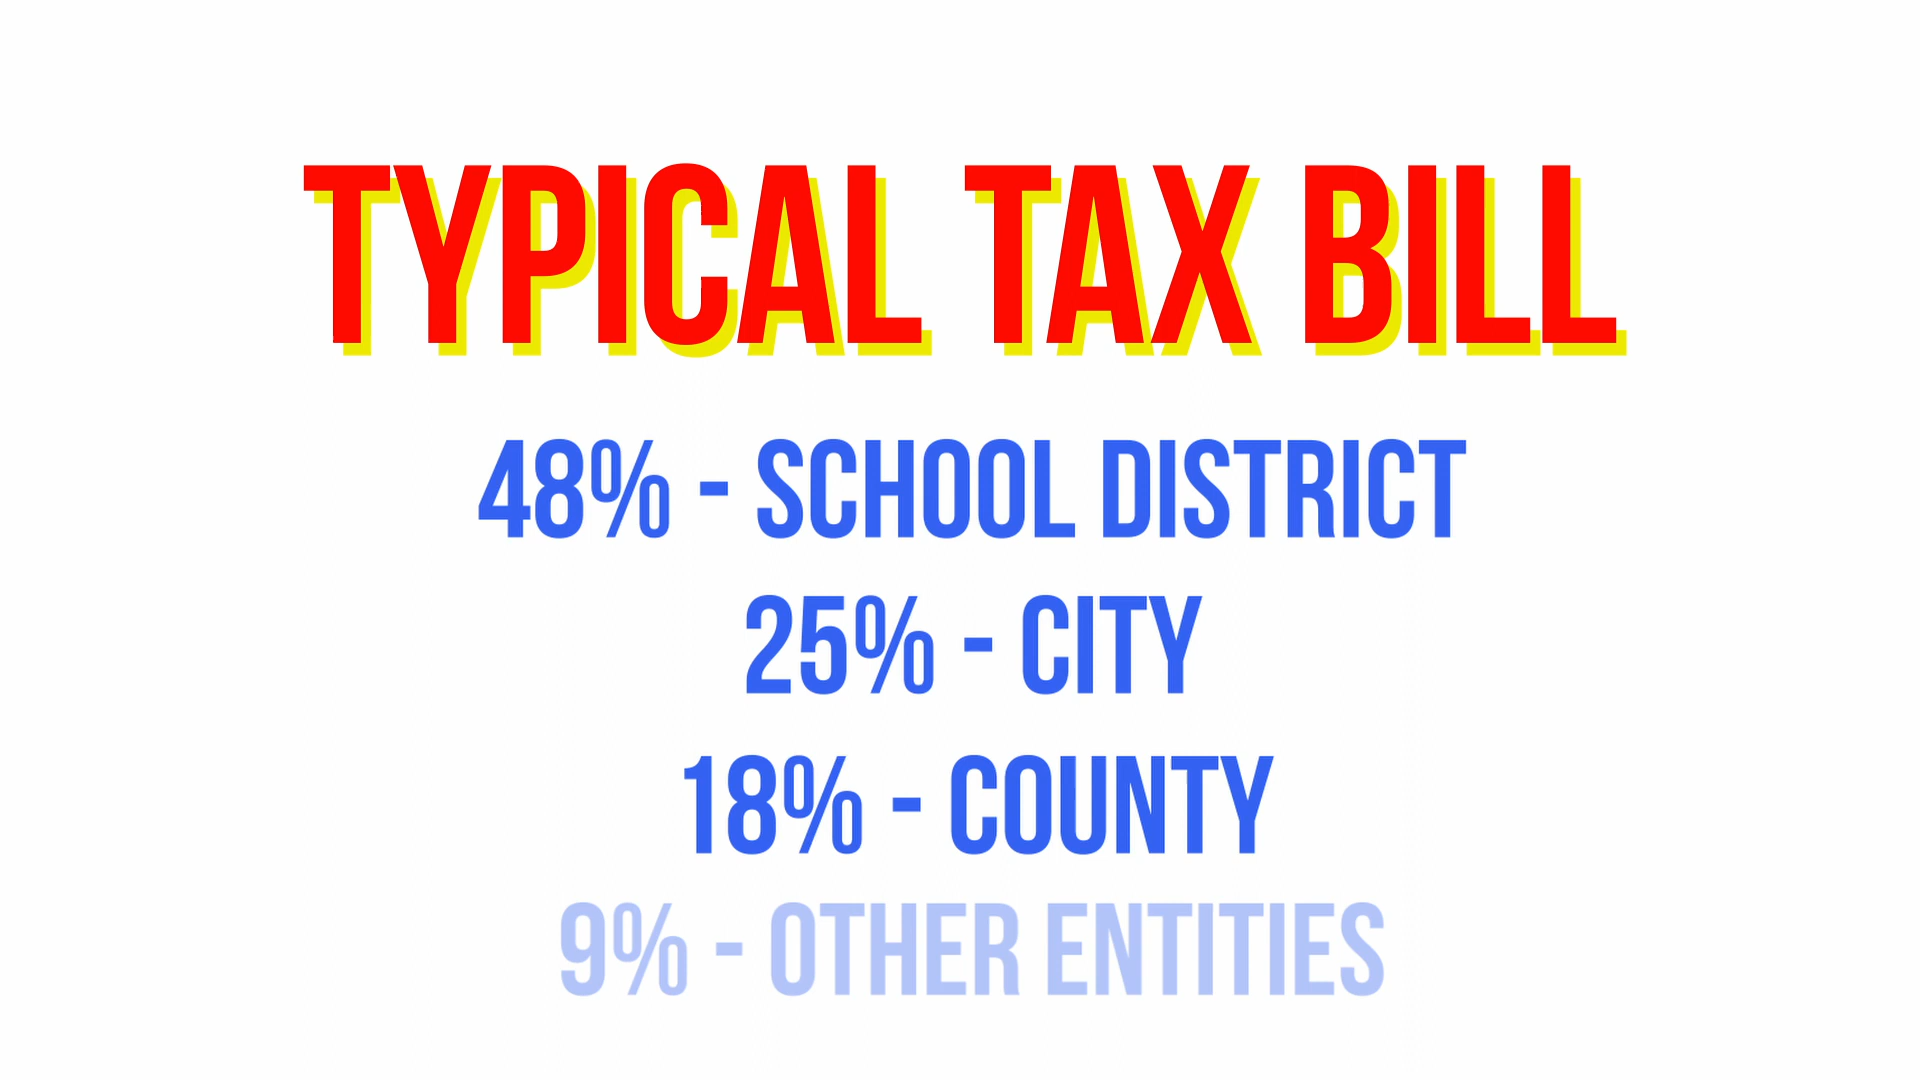 TYPICAL TAX BILL
48% - SCHOOL DISTRICT
25% - CITY
18% - COUNTY
9% - OTHER ENTITIES